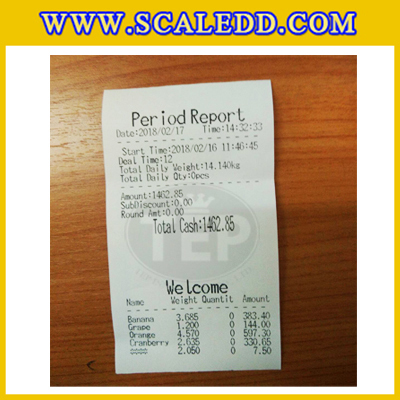 WWW.SCALEDD.COM
Period Report
Date:2018/02/17 Time:14:32:33
Start Time:2018/02/16 11:46:45
Deal Time:12
Total Daily Weight:14.140kg
Total Daily Qty:0pcs
Amount:1462.85
SubDiscount:0.00
Round Amt:0.00
Total Cash:1462.85
TEP
Welcome
Name Weight Quantit Amount
Banana 3.685 0 383.40
Grape 1.200 0 144.00
Orange 4.570 0 597.30
Cranberry 2.635 0 330.65
2.050 0 7.50